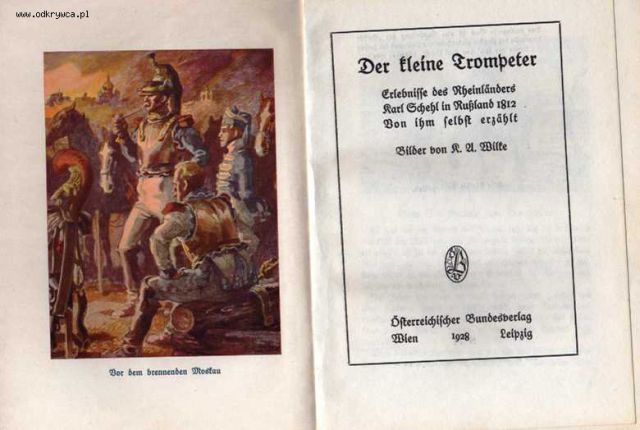 www.odkrywca.pl
Vor dem brennenden Moskau
Der kleine Trompeter
Erlebnisse des Rheinländers
Karl Schehl in Rußland 1812
Von ihm selbst erzählt
Bilder von K. A. Wilke
Österreichischer Bundesverlag
Wien 1928 Leipzig